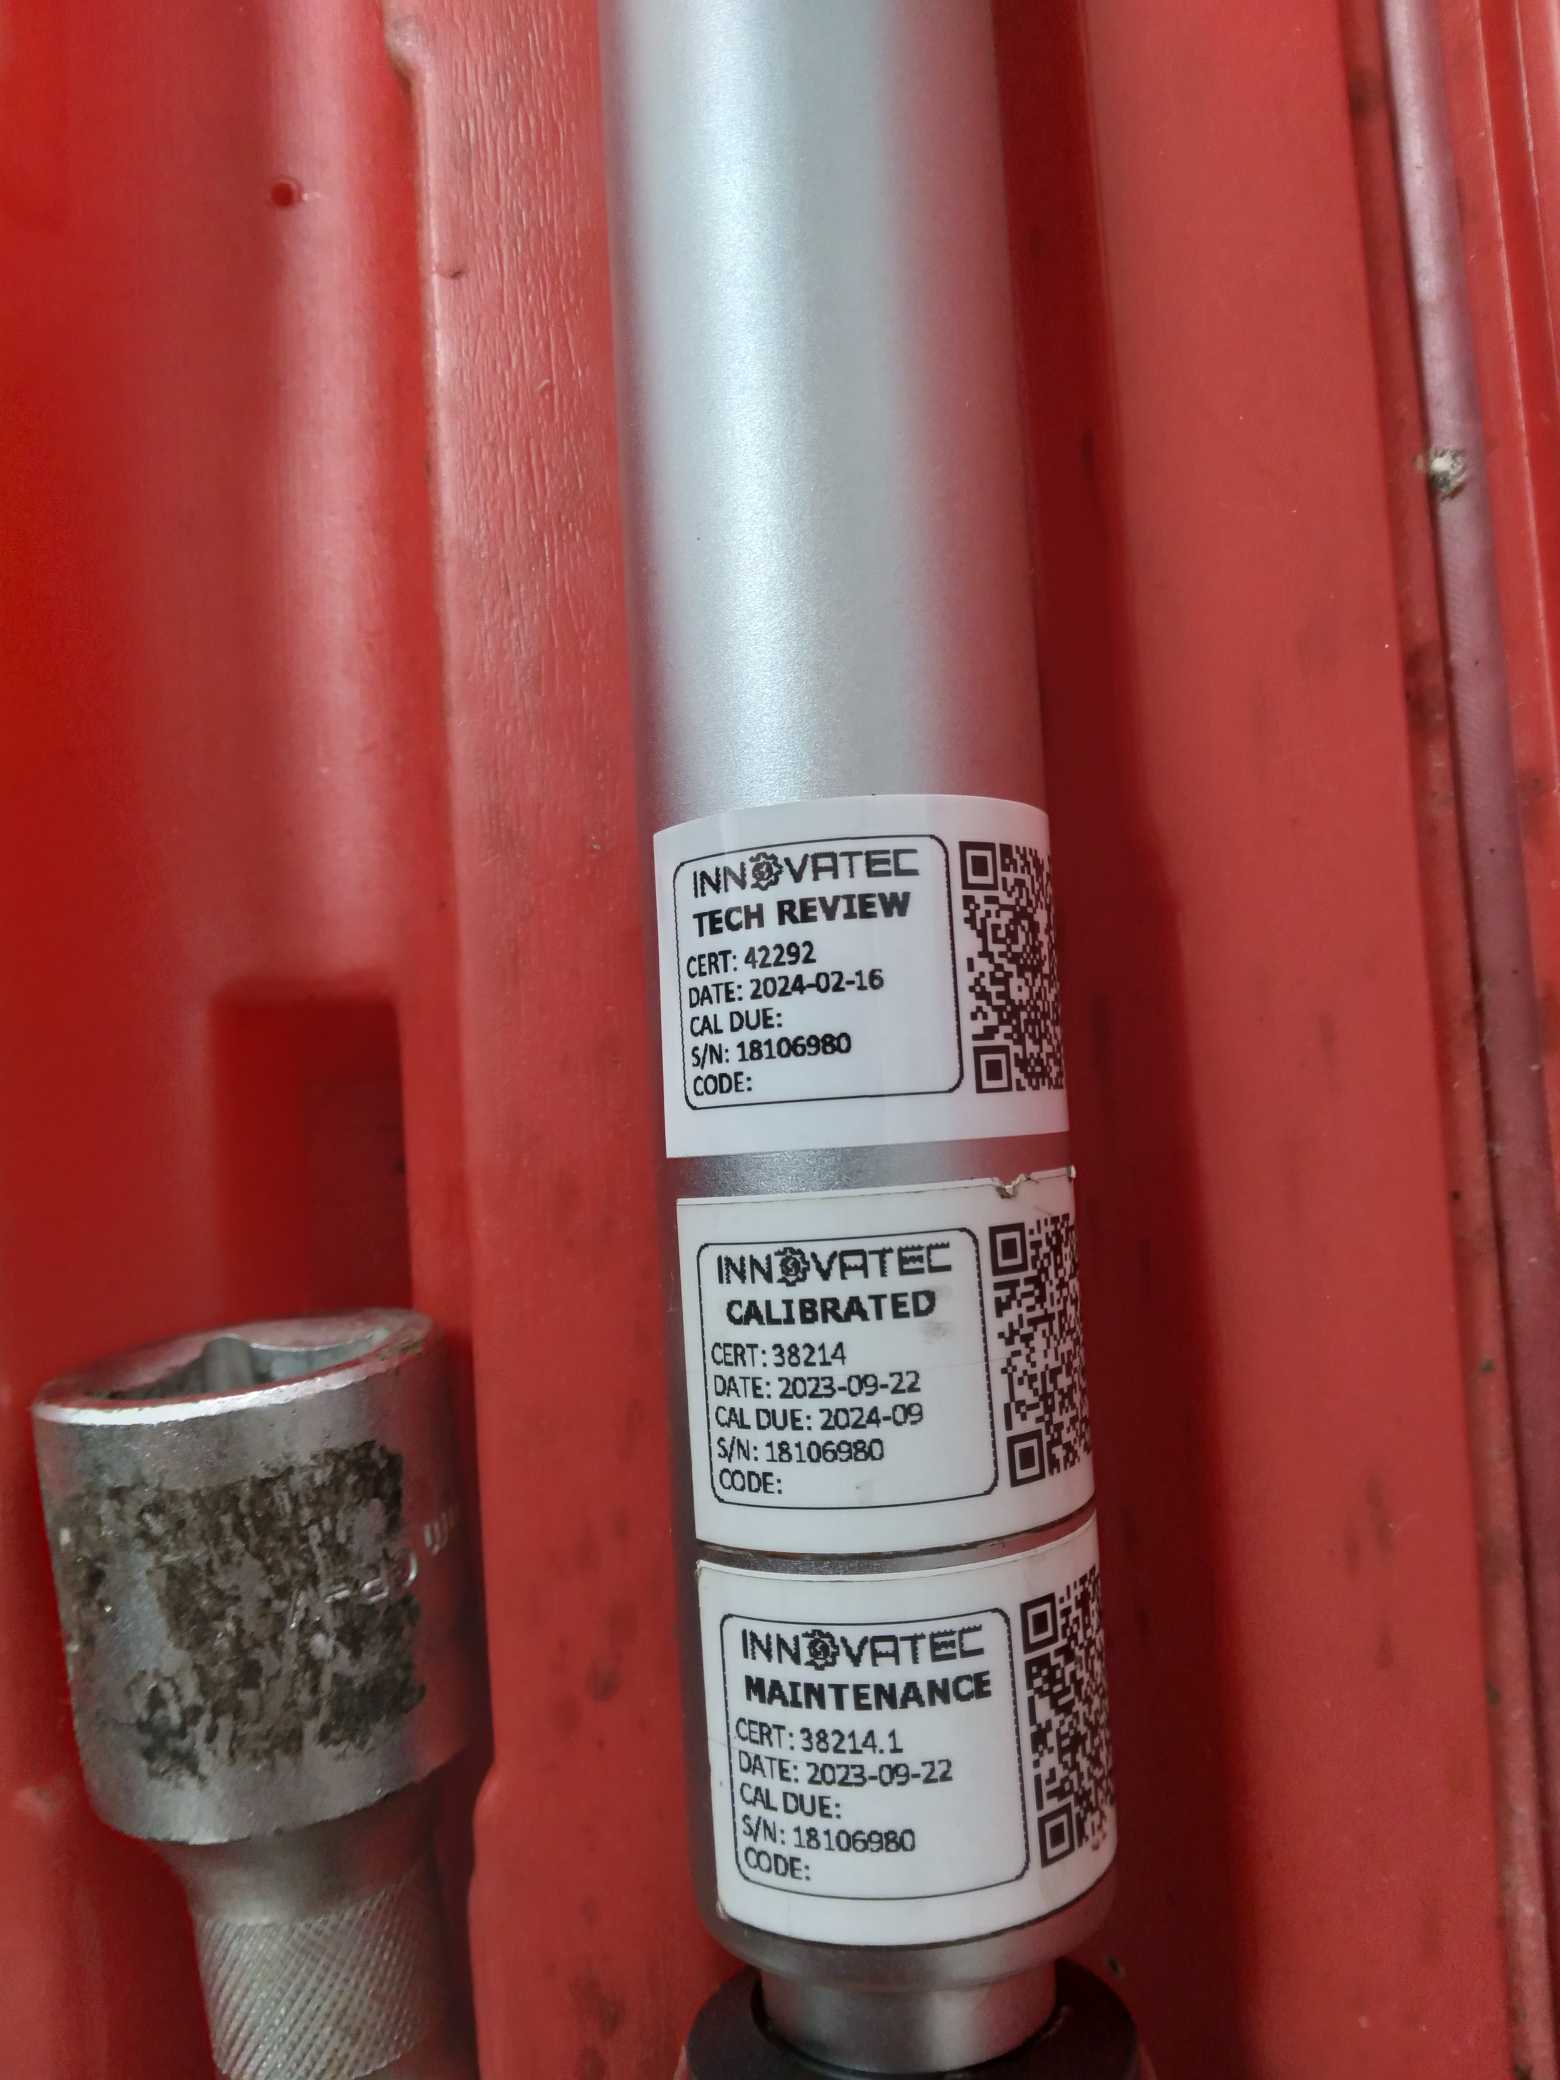 INNOVATEC
TECH REVIEW
CERT: 42292
DATE: 2024-02-16
CAL DUE:
S/N: 18106980
CODE:
INNOVATEC
CALIBRATED
CERT: 38214
DATE: 2023-09-22
CAL DUE: 2024-09
S/N: 18106980
CODE:
INNOVATEC
MAINTENANCE
CERT: 38214.1
DATE: 2023-09-22
CAL DUE:
S/N: 18106980
CODE: